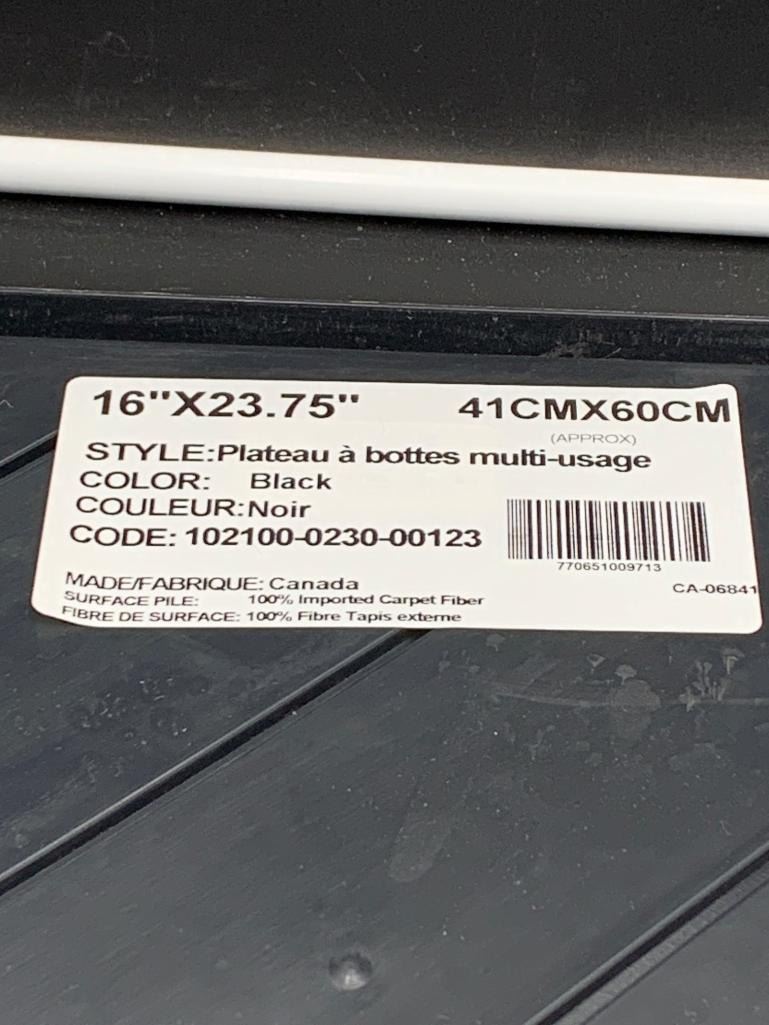 16"X23.75" 41CMX60CM
(APPROX)
STYLE:Plateau à bottes multi-usage
COLOR: Black
COULEUR:Noir
CODE: 102100-0230-00123
770651009713
MADE/FABRIQUE: Canada
CA-06841
SURFACE PILE: 100% Imported Carpet Fiber
FIBRE DE SURFACE: 100% Fibre Tapis externe